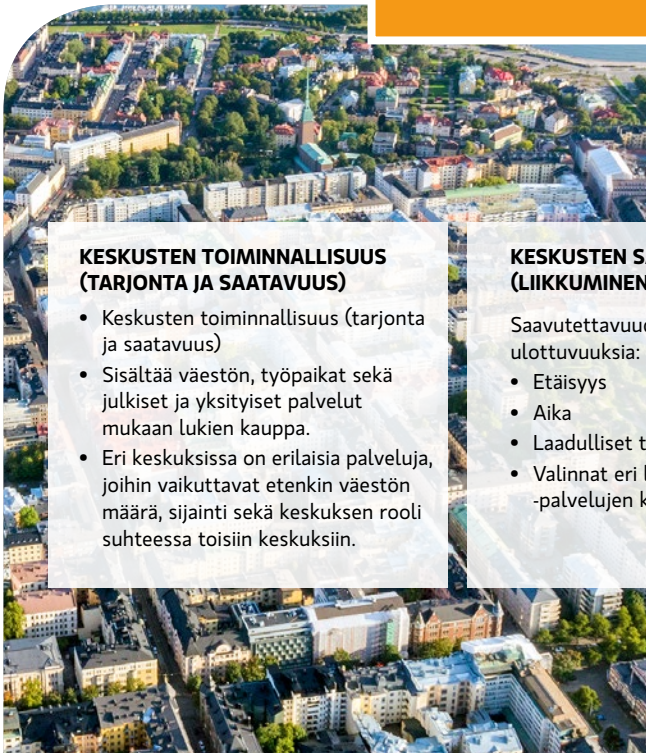 KESKUSTEN TOIMINNALLISUUS
(TARJONTA JA SAATAVUUS)
• Keskusten toiminnallisuus (tarjonta
ja saatavuus)
• Sisältää väestön, työpaikat sekä
julkiset ja yksityiset palvelut
mukaan lukien kauppa.
• Eri keskuksissa on erilaisia palveluja,
joihin vaikuttavat etenkin väestön
määrä, sijainti sekä keskuksen rooli
suhteessa toisiin keskuksiin.
KESKUSTEN
(LIIKKUMINEN
ulottuvuuksia:
• Etäisyys
• Aika
• Laadulliset
• Valinnat eri
-palvelujen